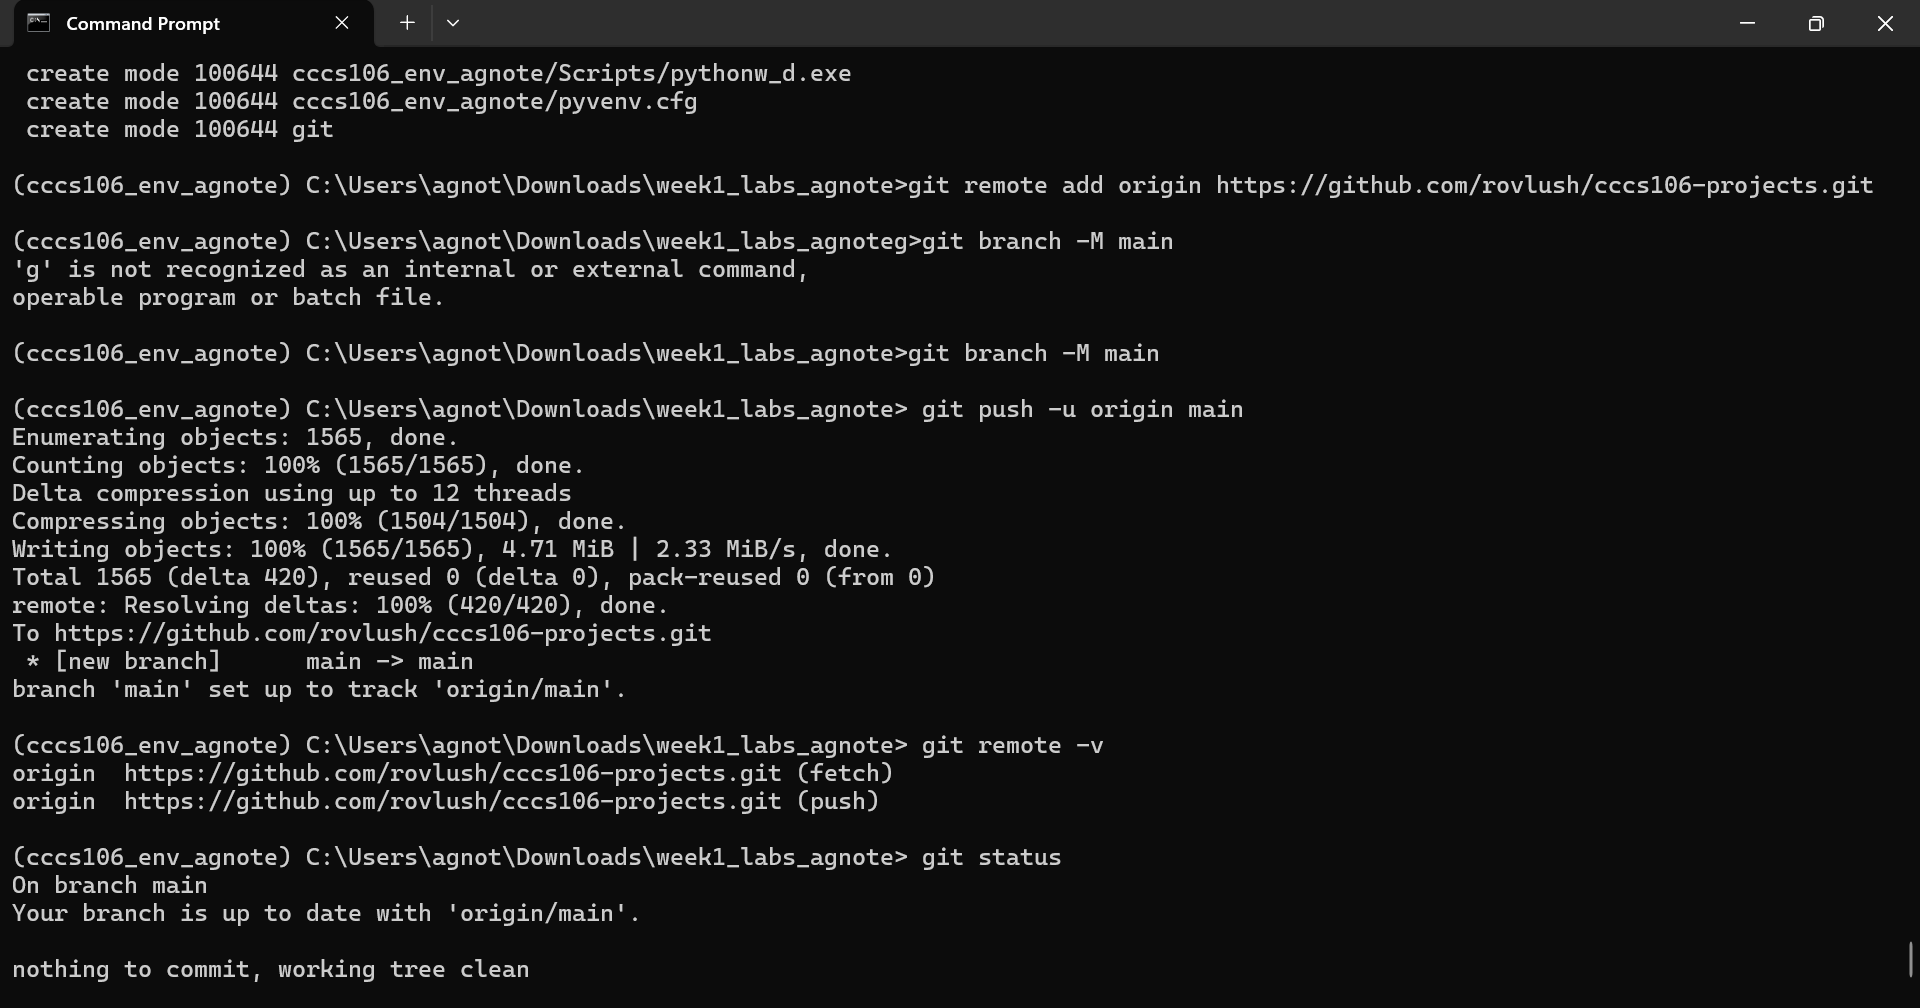 Command Prompt
create mode 100644 cccs106_env_agnote/Scripts/pythonw_d.exe
create mode 100644 cccs106_env_agnote/pyvenv.cfg
create mode 100644 git
(cccs106_env_agnote) C:\Users\agnot\Downloads\week1_labs_agnote>git remote add origin https://github.com/rovlush/cccs106-projects.git
(cccs106_env_agnote) C:\Users\agnot\Downloads\week1_labs_agnoteg>git branch -M main
'g' is not recognized as an internal or external command,
operable program or batch file.
(cccs106_env_agnote) C:\Users\agnot\Downloads\week1_labs_agnote>git branch -M main
(cccs106_env_agnote) C:\Users\agnot\Downloads\week1_labs_agnote> git push -u origin main
Enumerating objects: 1565, done.
Counting objects: 100% (1565/1565), done.
Delta compression using up to 12 threads
Compressing objects: 100% (1504/1504), done.
Writing objects: 100% (1565/1565), 4.71 MiB | 2.33 MiB/s, done.
Total 1565 (delta 420), reused 0 (delta 0), pack-reused 0 (from 0)
remote: Resolving deltas: 100% (420/420), done.
To https://github.com/rovlush/cccs106-projects.git
 * [new branch]      main -> main
branch 'main' set up to track 'origin/main'.
(cccs106_env_agnote) C:\Users\agnot\Downloads\week1_labs_agnote> git remote -v
origin  https://github.com/rovlush/cccs106-projects.git (fetch)
origin  https://github.com/rovlush/cccs106-projects.git (push)
(cccs106_env_agnote) C:\Users\agnot\Downloads\week1_labs_agnote> git status
On branch main
Your branch is up to date with 'origin/main'.
nothing to commit, working tree clean